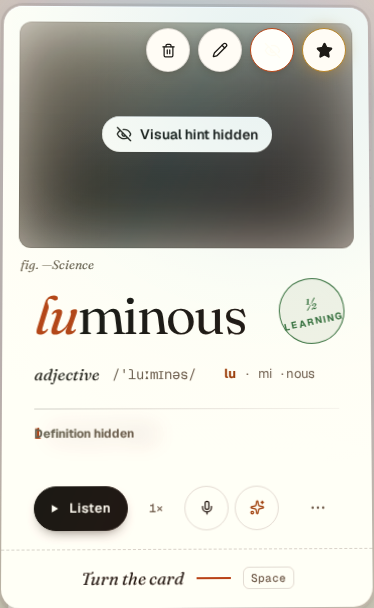 Visual hint hidden
fig. —Science
luminous
½
LEARNING
adjective /ˈluːmɪnəs/ lu · mi · nous
Definition hidden
Listen 1× ...
Turn the card — Space